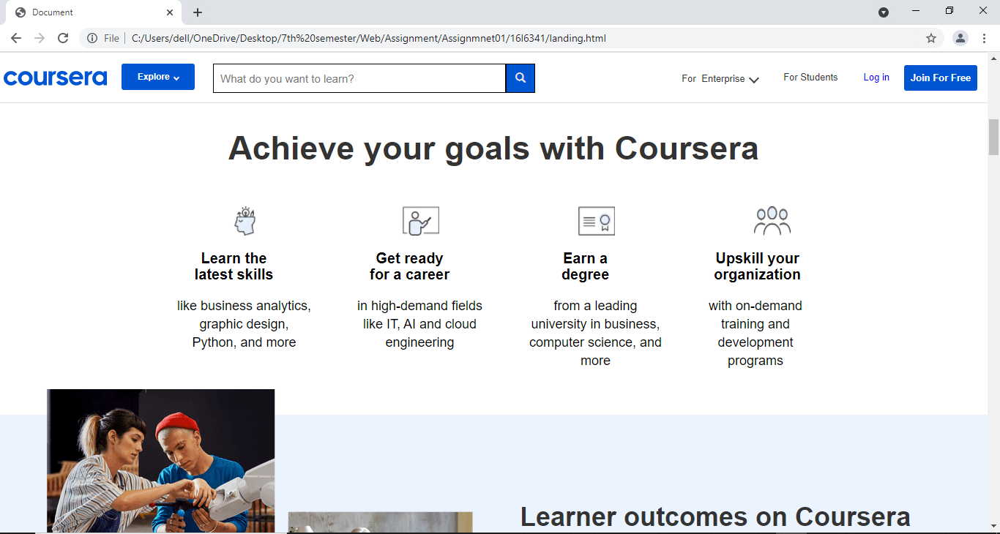 Document
File
C:/Users/dell/OneDrive/Desktop/7th%20semester/Web/Assignment/Assignmnet01/16l6341/landing.html
coursera
Explore
What do you want to learn?
For Enterprise
For Students
Log in
Join For Free
Achieve your goals with Coursera
Learn the
latest skills
like business analytics,
graphic design,
Python, and more
Get ready
for a career
in high-demand fields
like IT, AI and cloud
engineering
Earn a
degree
from a leading
university in business,
computer science, and
more
Upskill your
organization
with on-demand
training and
development
programs
Learner outcomes on Coursera